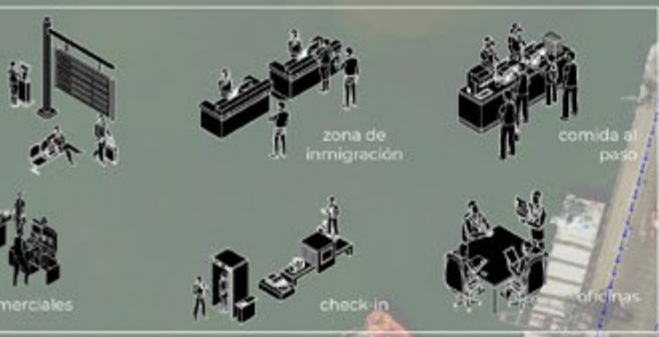 zona de
inmigración
comida al
paso
merciales
check-in
oficinas